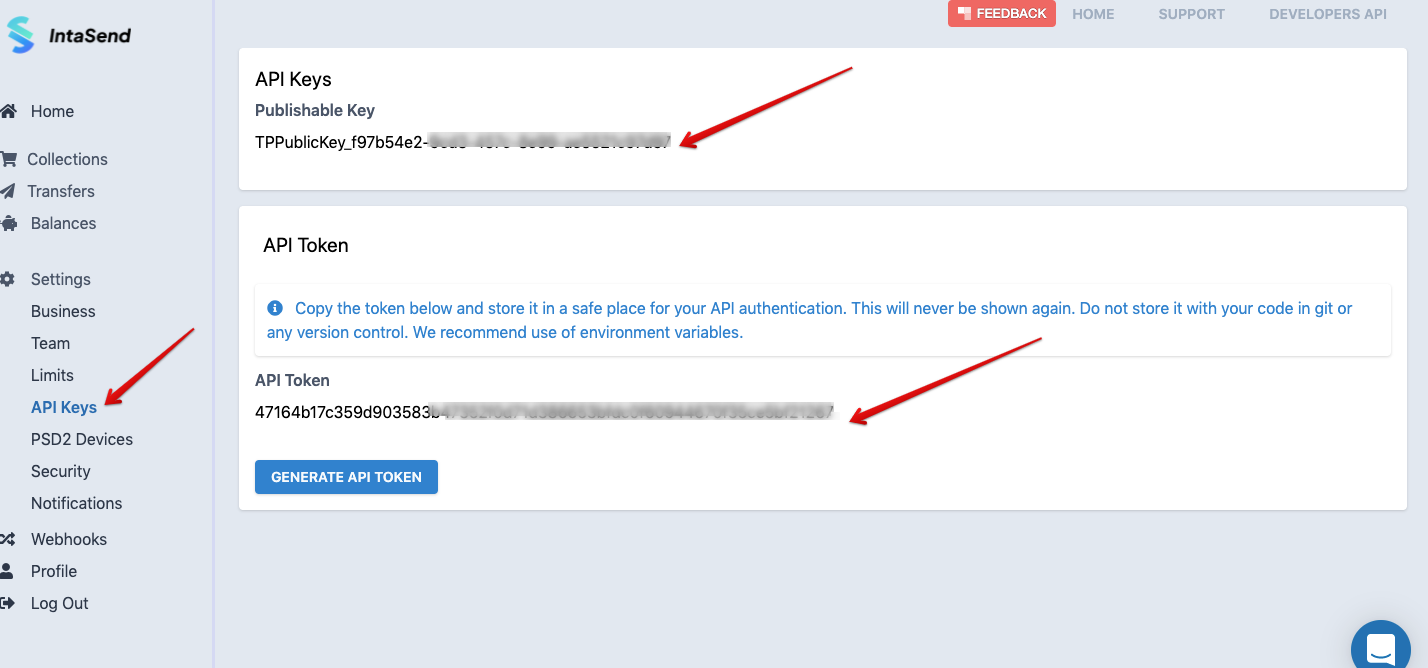 IntaSend
FEEDBACK
HOME
SUPPORT
DEVELOPERS API
Home
Collections
Transfers
Balances
Settings
Business
Team
Limits
API Keys
PSD2 Devices
Security
Notifications
Webhooks
Profile
Log Out
API Keys
Publishable Key
TPPublicKey_f97b54e2-
API Token
Copy the token below and store it in a safe place for your API authentication. This will never be shown again. Do not store it with your code in git or
any version control. We recommend use of environment variables.
API Token
47164b17c359d903583
GENERATE API TOKEN